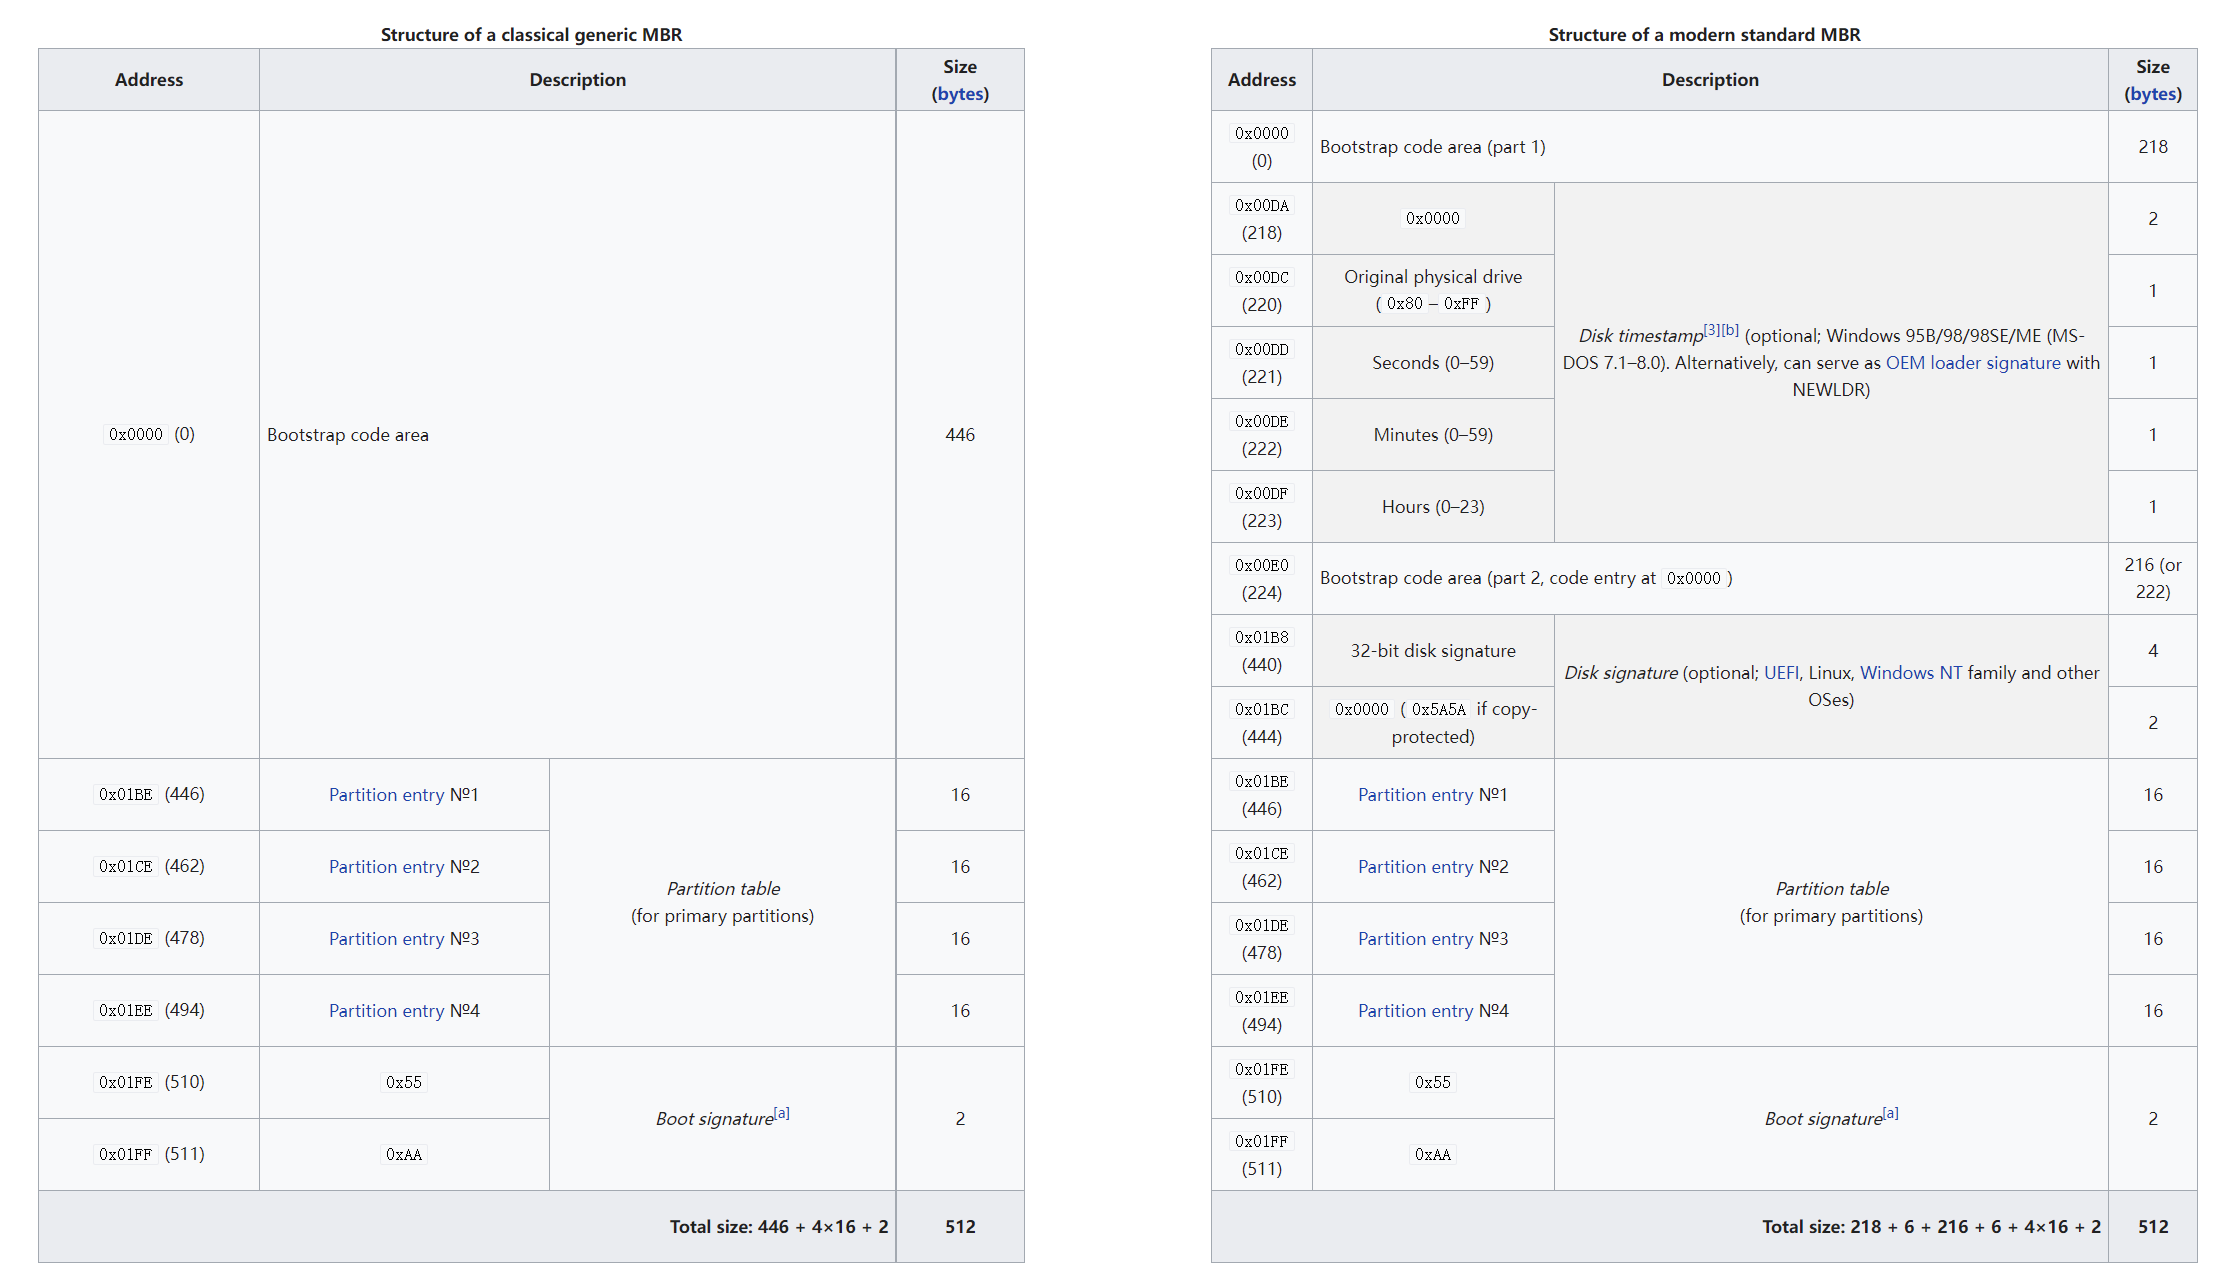 Structure of a classical generic MBR
Address
Description
Size
(bytes)
0x0000 (0)
Bootstrap code area
446
0x01BE (446)
Partition entry №1
Partition table
(for primary partitions)
16
0x01CE (462)
Partition entry №2
16
0x01DE (478)
Partition entry №3
16
0x01EE (494)
Partition entry №4
16
0x01FE (510)
0x55
Boot signature[a]
2
0x01FF (511)
0xAA
Total size: 446 + 4×16 + 2
512
Structure of a modern standard MBR
Address
Description
Size
(bytes)
0x0000
(0)
Bootstrap code area (part 1)
218
0x00DA
(218)
0x0000
Disk timestamp[3][b] (optional; Windows 95B/98/98SE/ME (MS-
DOS 7.1–8.0). Alternatively, can serve as OEM loader signature with
NEWLDR)
2
0x00DC
(220)
Original physical drive
( 0x80 – 0xFF )
1
0x00DD
(221)
Seconds (0–59)
1
0x00DE
(222)
Minutes (0–59)
1
0x00DF
(223)
Hours (0–23)
1
0x00E0
(224)
Bootstrap code area (part 2, code entry at 0x0000 )
216 (or
222)
0x01B8
(440)
32-bit disk signature
Disk signature (optional; UEFI, Linux, Windows NT family and other
OSes)
4
0x01BC
(444)
0x0000 ( 0x5A5A if copy-
protected)
2
0x01BE
(446)
Partition entry №1
Partition table
(for primary partitions)
16
0x01CE
(462)
Partition entry №2
16
0x01DE
(478)
Partition entry №3
16
0x01EE
(494)
Partition entry №4
16
0x01FE
(510)
0x55
Boot signature[a]
2
0x01FF
(511)
0xAA
Total size: 218 + 6 + 216 + 6 + 4×16 + 2
512